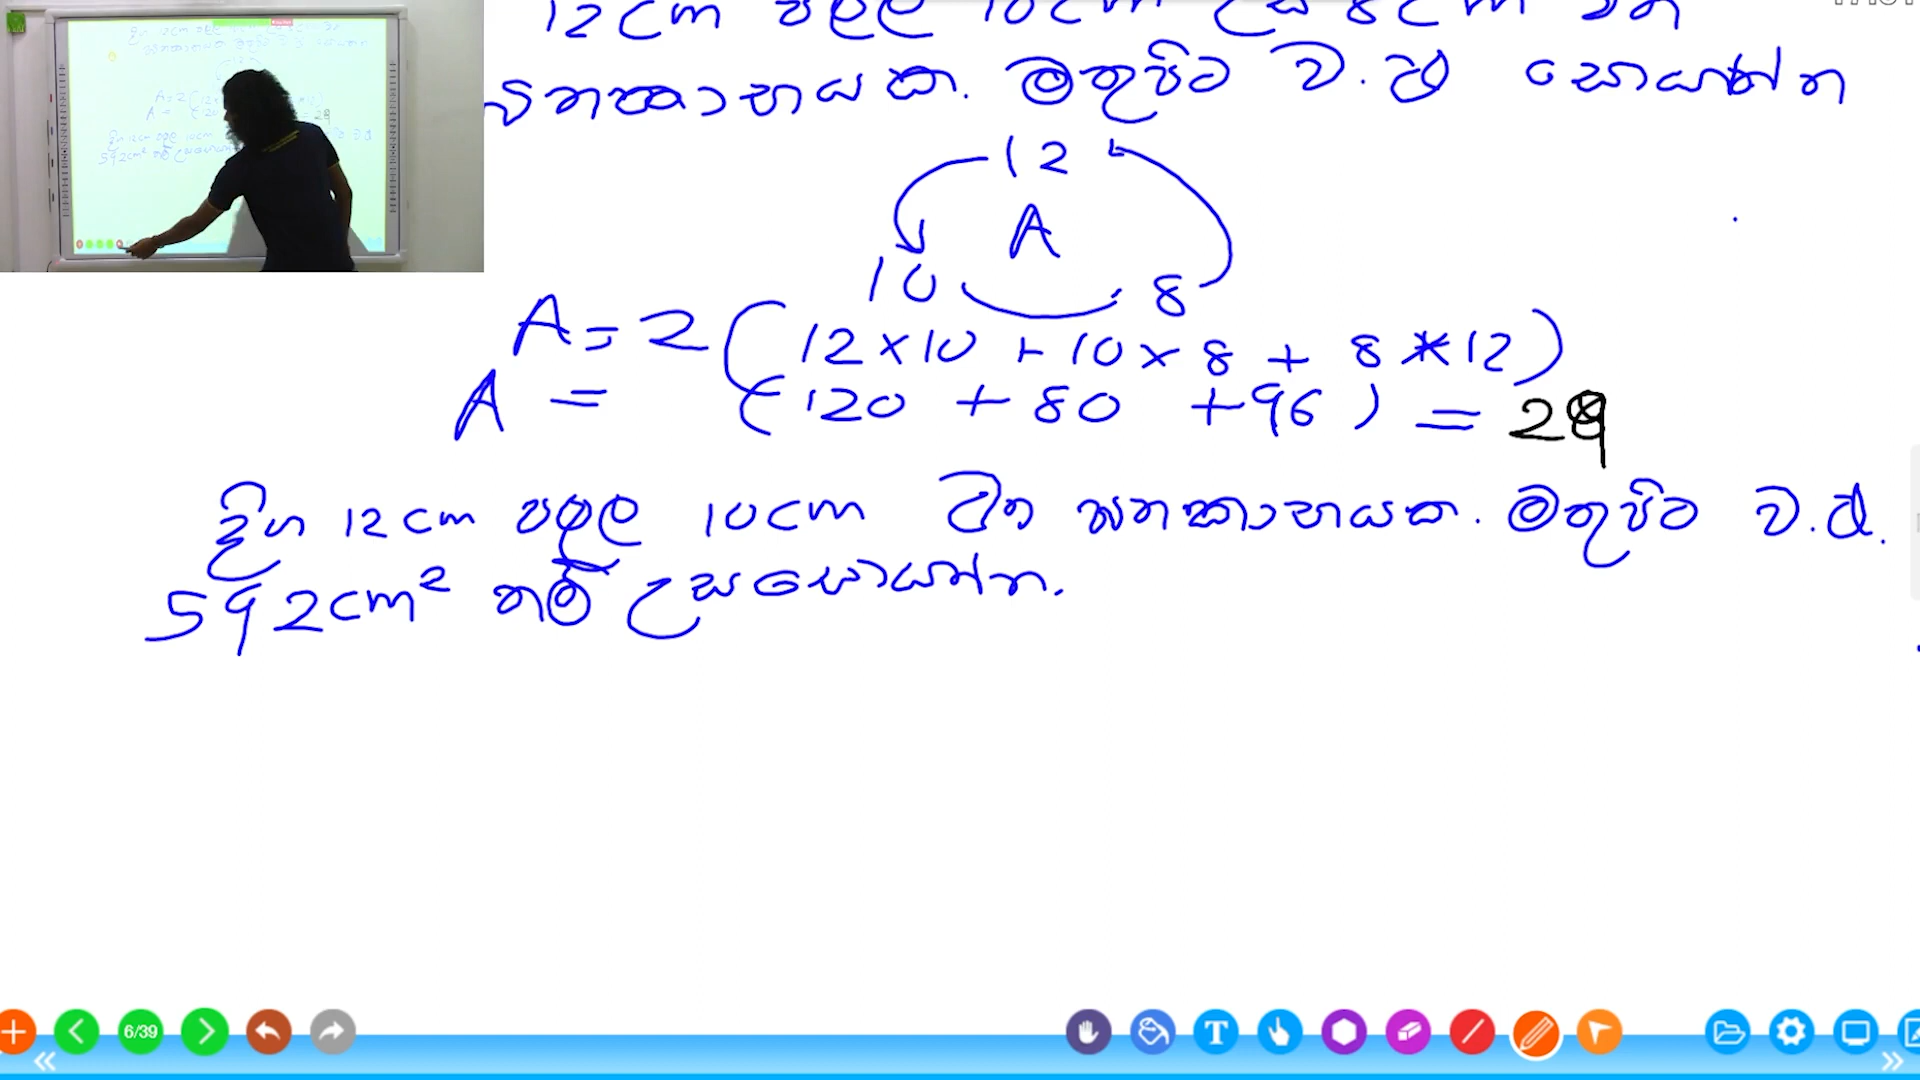 12cm පළල 10cm උස 8cm වන
ඝනකාභයක. මතුපිට ව.ඵ සොයන්න
12
A
10 8
A = 2 (12 × 10 + 10 × 8 + 8 * 12)
A = (120 + 80 + 96) = 29
දිග 12cm පළල 10cm වන ඝනකාභයක. මතුපිට ව.ඵ.
592cm² නම් උස සොයන්න.
6/39
T